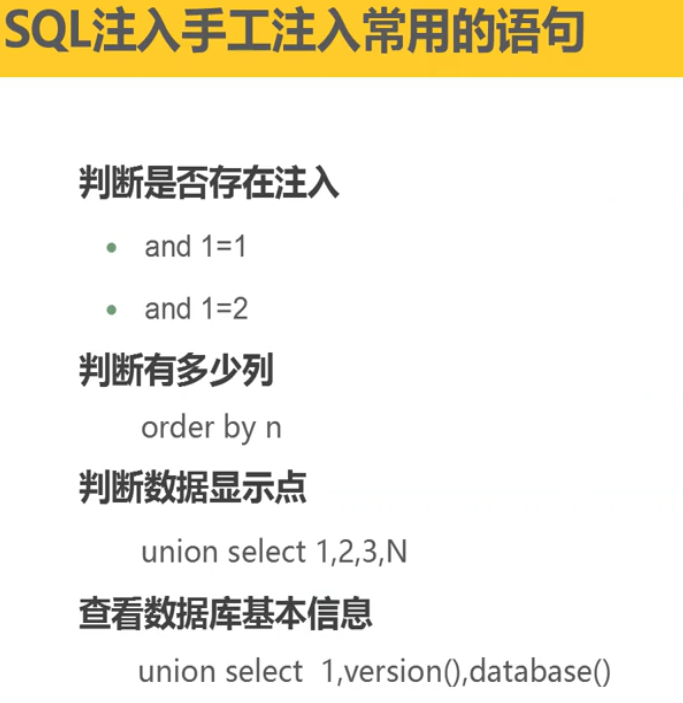 SQL注入手工注入常用的语句
判断是否存在注入
• and 1=1
• and 1=2
判断有多少列
order by n
判断数据显示点
union select 1,2,3,N
查看数据库基本信息
union select  1,version(),database()